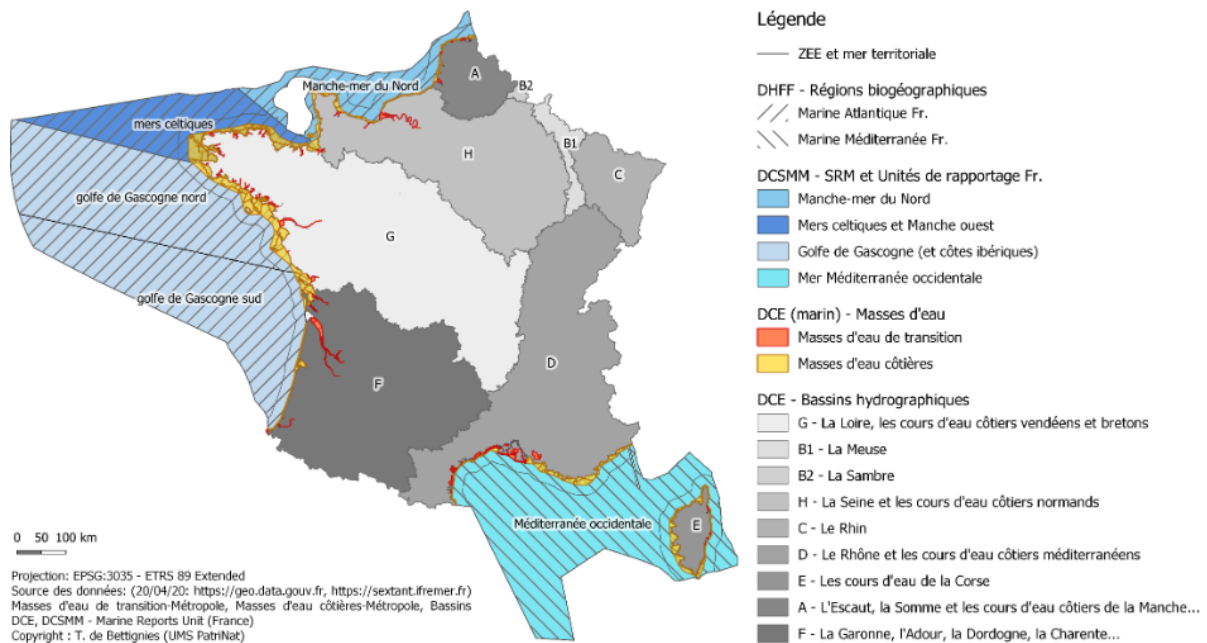 Manche-mer du Nord
mers celtiques
golfe de Gascogne nord
golfe de Gascogne sud
Méditerranée occidentale
A
B2
B1
H
C
G
D
F
E
0 50 100 km
Projection: EPSG:3035 - ETRS 89 Extended
Source des données: (20/04/20: https://geo.data.gouv.fr, https://sextant.ifremer.fr)
Masses d'eau de transition-Métropole, Masses d'eau côtières-Métropole, Bassins
DCE, DCSMM - Marine Reports Unit (France)
Copyright : T. de Bettignies (UMS PatriNat)
Légende
ZEE et mer territoriale
DHFF - Régions biogéographiques
Marine Atlantique Fr.
Marine Méditerranée Fr.
DCSMM - SRM et Unités de rapportage Fr.
Manche-mer du Nord
Mers celtiques et Manche ouest
Golfe de Gascogne (et côtes ibériques)
Mer Méditerranée occidentale
DCE (marin) - Masses d'eau
Masses d'eau de transition
Masses d'eau côtières
DCE - Bassins hydrographiques
G - La Loire, les cours d'eau côtiers vendéens et bretons
B1 - La Meuse
B2 - La Sambre
H - La Seine et les cours d'eau côtiers normands
C - Le Rhin
D - Le Rhône et les cours d'eau côtiers méditerranéens
E - Les cours d'eau de la Corse
A - L'Escaut, la Somme et les cours d'eau côtiers de la Manche...
F - La Garonne, l'Adour, la Dordogne, la Charente...